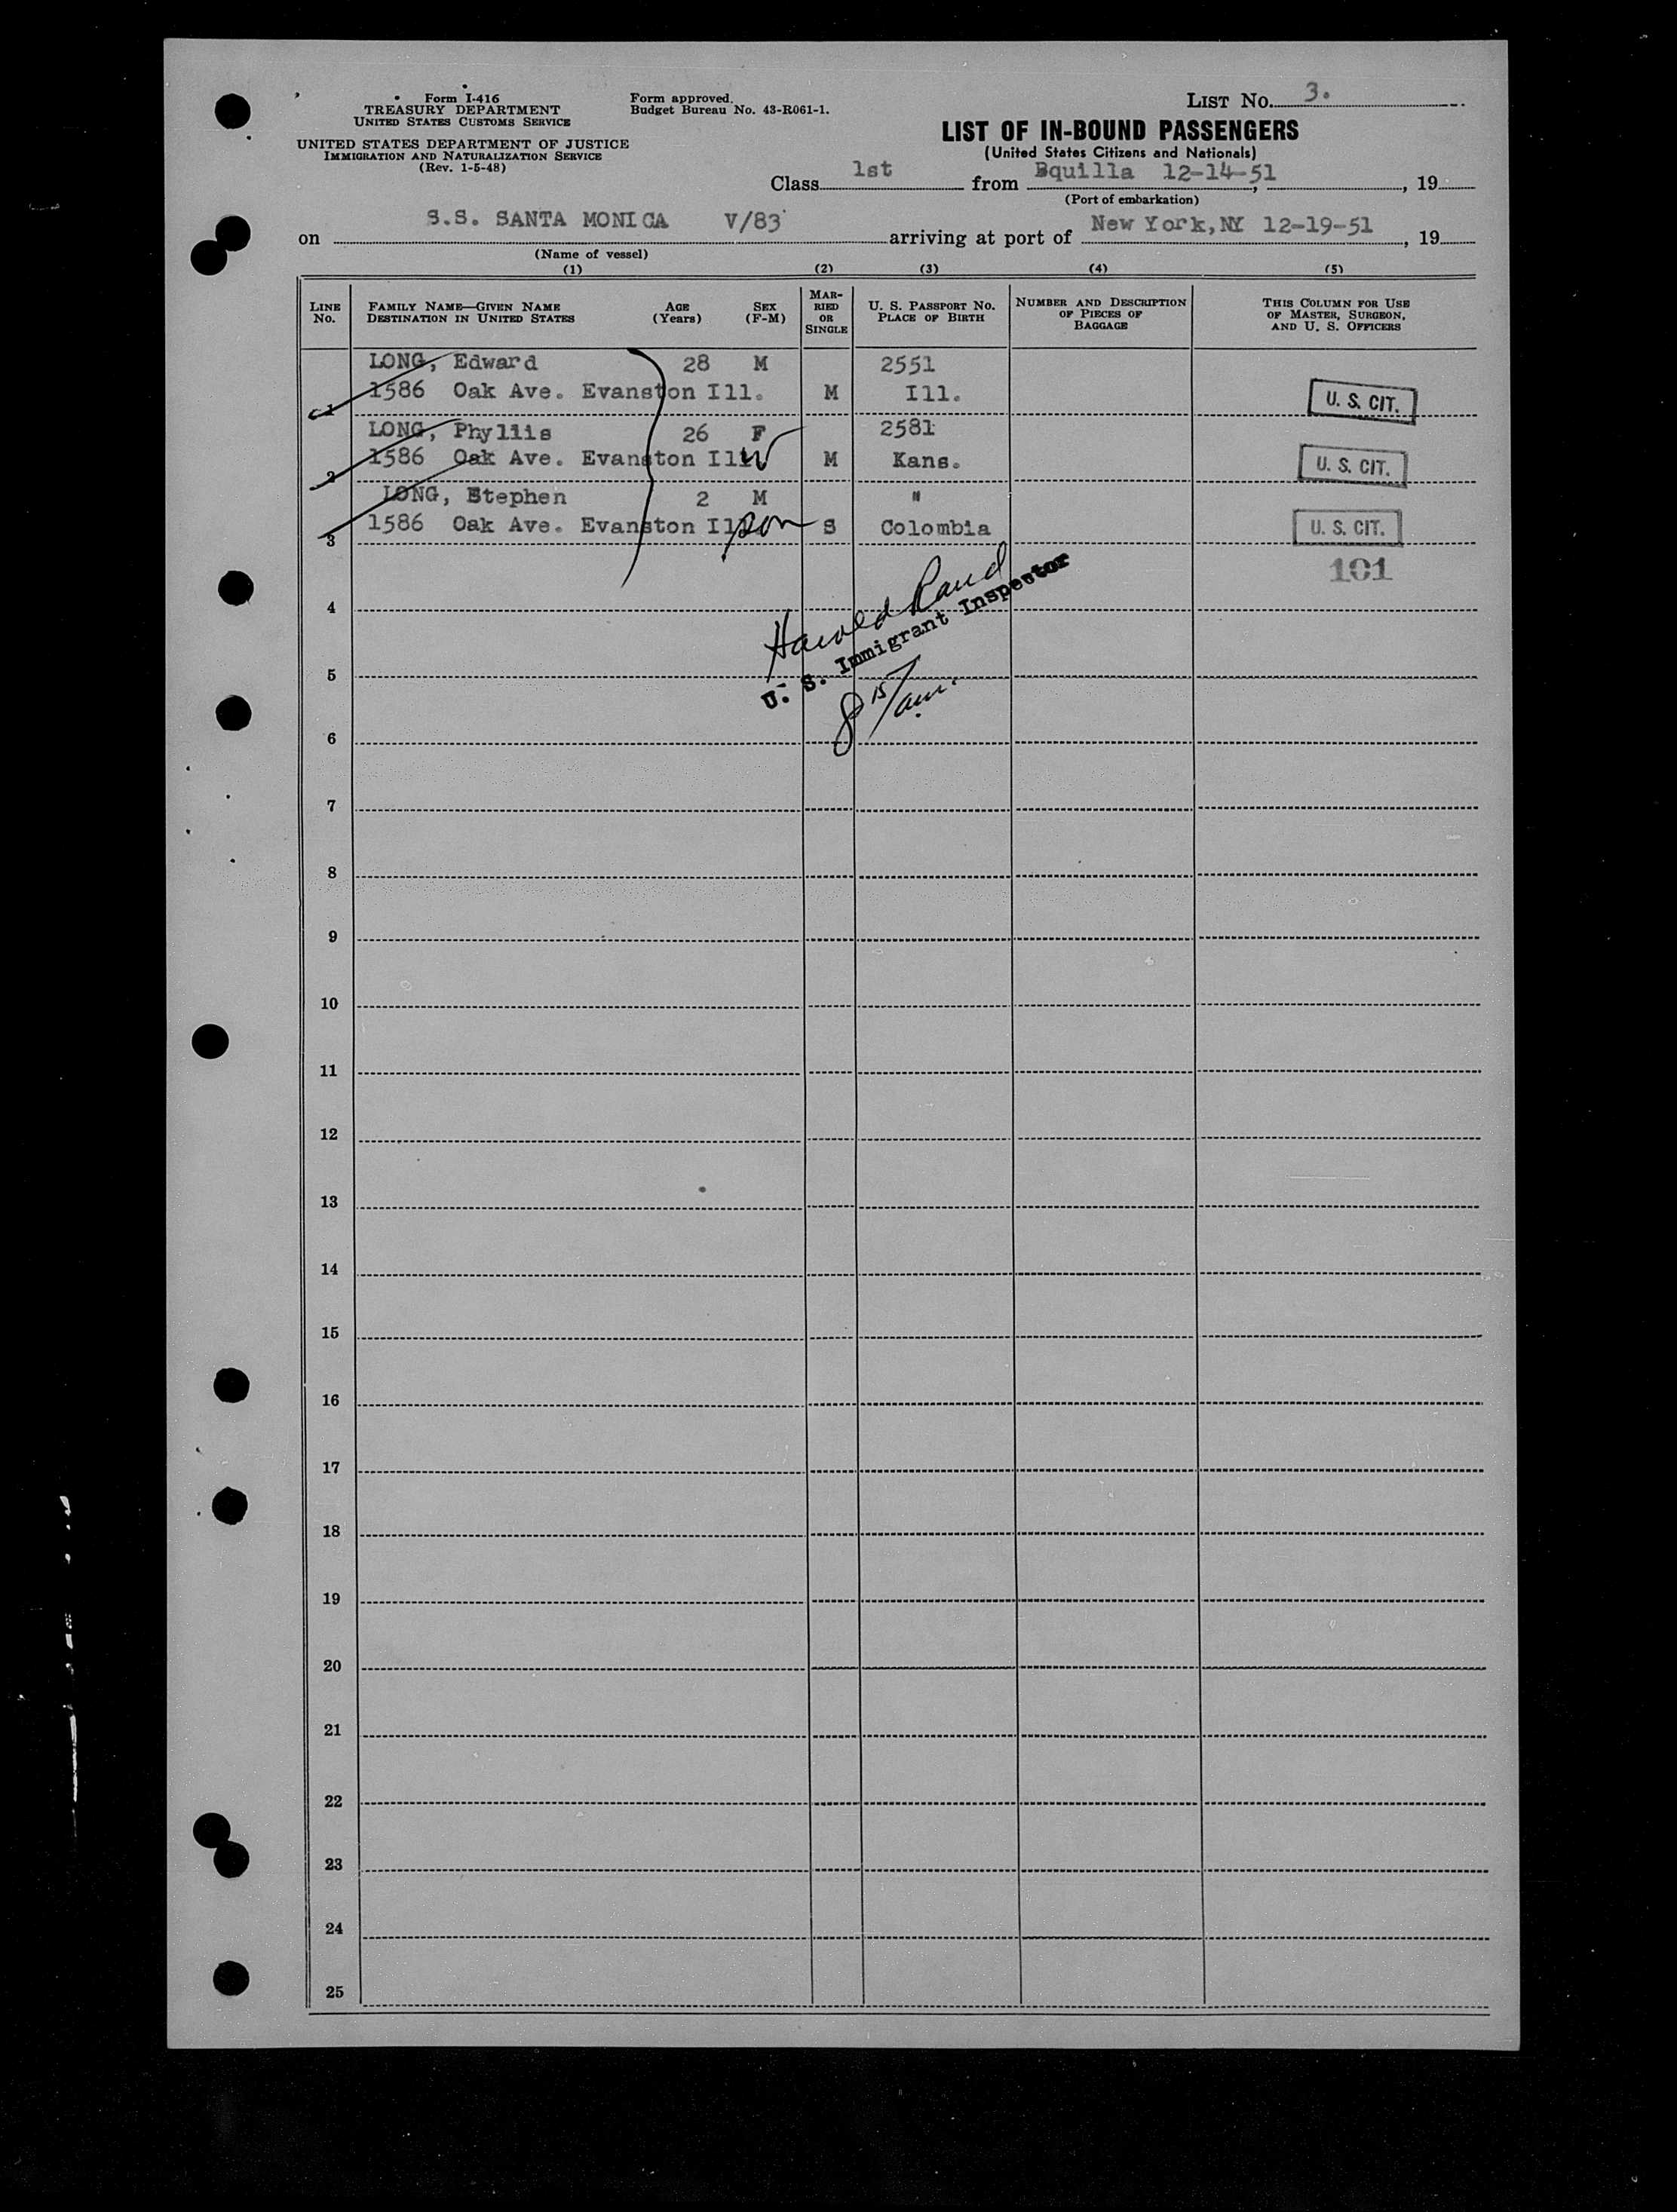 Form I-416
TREASURY DEPARTMENT
UNITED STATES CUSTOMS SERVICE
UNITED STATES DEPARTMENT OF JUSTICE
IMMIGRATION AND NATURALIZATION SERVICE
(Rev. 1-5-48)
Form approved.
Budget Bureau No. 43-R061-1.
LIST No. 3.
LIST OF IN-BOUND PASSENGERS
(United States Citizens and Nationals)
Class 1st from Bquilla 12-14-51, 19
(Port of embarkation)
on S.S. SANTA MONICA V/83 arriving at port of New York, NY 12-19-51, 19
(Name of vessel)
(1) (2) (3) (4) (5)
LINE No. FAMILY NAME—GIVEN NAME DESTINATION IN UNITED STATES AGE (Years) SEX (F-M) MARRIED OR SINGLE U. S. PASSPORT No. PLACE OF BIRTH NUMBER AND DESCRIPTION OF PIECES OF BAGGAGE THIS COLUMN FOR USE OF MASTER, SURGEON, AND U. S. OFFICERS
LONG, Edward 28 M 2551
1 1586 Oak Ave. Evanston Ill. M Ill. U. S. CIT.
LONG, Phyllis 26 F 2581
2 1586 Oak Ave. Evanston Ill W M Kans. U. S. CIT.
LONG, Stephen 2 M "
3 1586 Oak Ave. Evanston Il son S Colombia U. S. CIT.
101
4
Harold Rand
U. S. Immigrant Inspector
5
8 15/am.
6
7
8
9
10
11
12
13
14
15
16
17
18
19
20
21
22
23
24
25